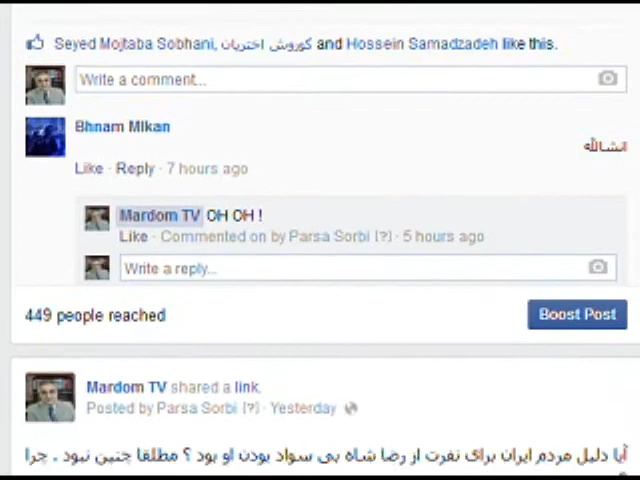 Seyed Mojtaba Sobhani, کوروش اختریان and Hossein Samadzadeh like this.
Write a comment...
Bhnam Mikan
انشاالله
Like · Reply · 7 hours ago
Mardom TV OH OH !
Like · Commented on by Parsa Sorbi [?] · 5 hours ago
Write a reply...
449 people reached
Boost Post
Mardom TV shared a link.
Posted by Parsa Sorbi [?] · Yesterday
آیا دلیل مردم ایران برای نفرت از رضا شاه بی سواد بودن او بود ؟ مطلقا چنین نبود . چرا